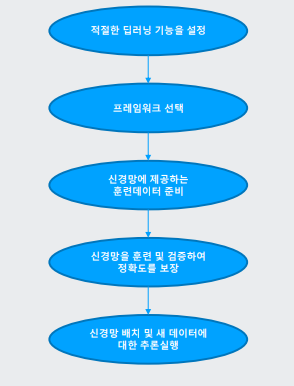 적절한 딥러닝 기능을 설정
프레임워크 선택
신경망에 제공하는
훈련데이터 준비
신경망을 훈련 및 검증하여
정확도를 보장
신경망 배치 및 새 데이터에
대한 추론실행